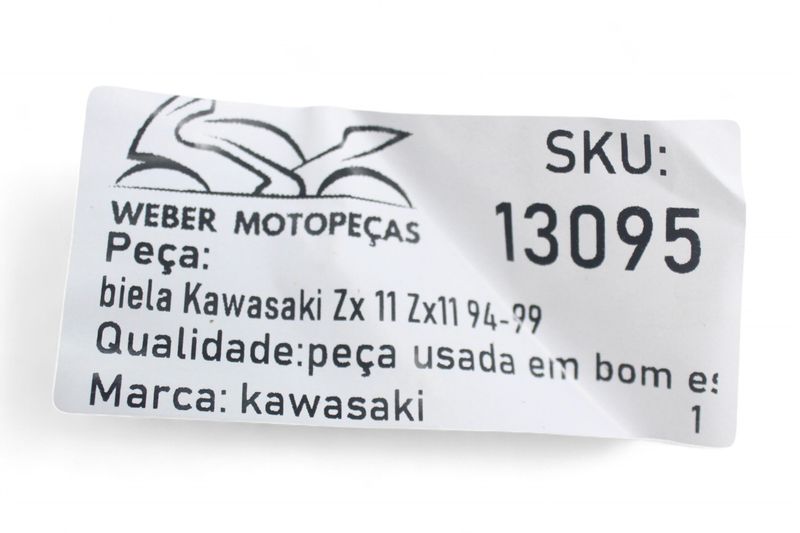 WEBER MOTOPEÇAS
SKU:
13095
Peça:
biela Kawasaki Zx 11 Zx11 94-99
Qualidade:peça usada em bom es
Marca: kawasaki
1